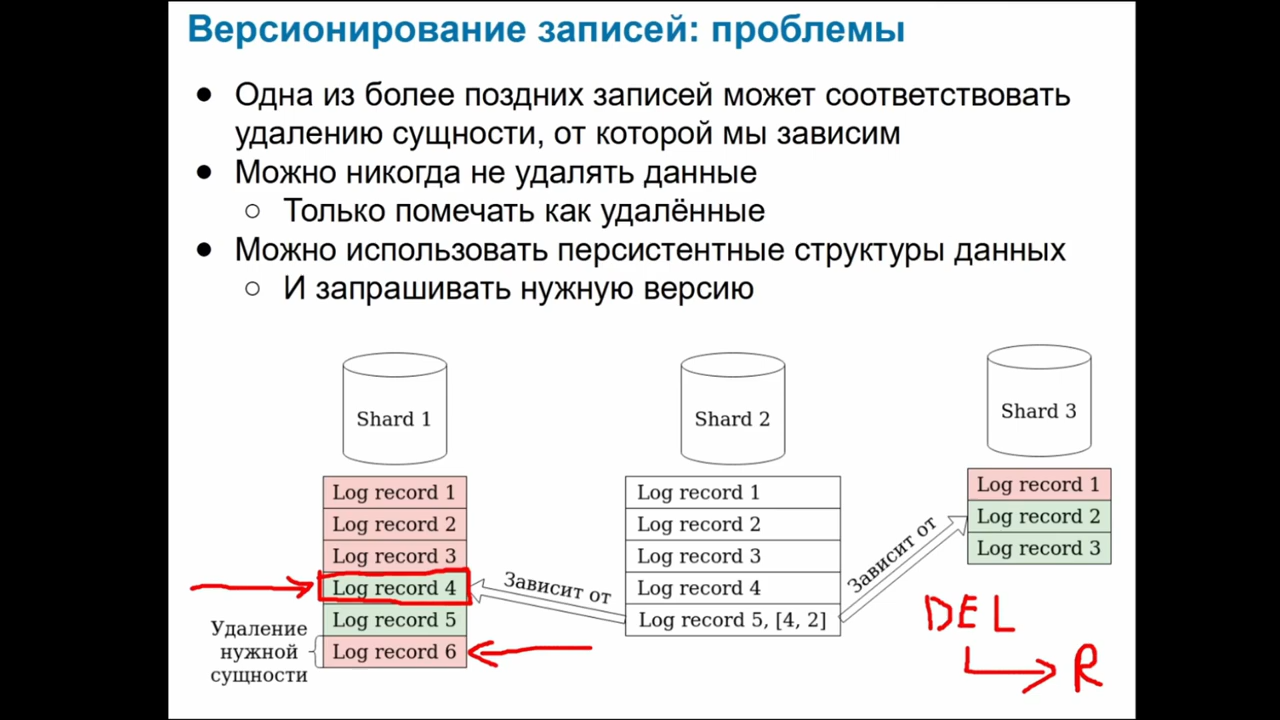 Версионирование записей: проблемы
● Одна из более поздних записей может соответствовать
удалению сущности, от которой мы зависим
● Можно никогда не удалять данные
○ Только помечать как удалённые
● Можно использовать персистентные структуры данных
○ И запрашивать нужную версию
Shard 1
Log record 1
Log record 2
Log record 3
Log record 4
Log record 5
Log record 6
Удаление
нужной
сущности
Зависит от
Shard 2
Log record 1
Log record 2
Log record 3
Log record 4
Log record 5, [4, 2]
Зависит от
Shard 3
Log record 1
Log record 2
Log record 3
DEL
R